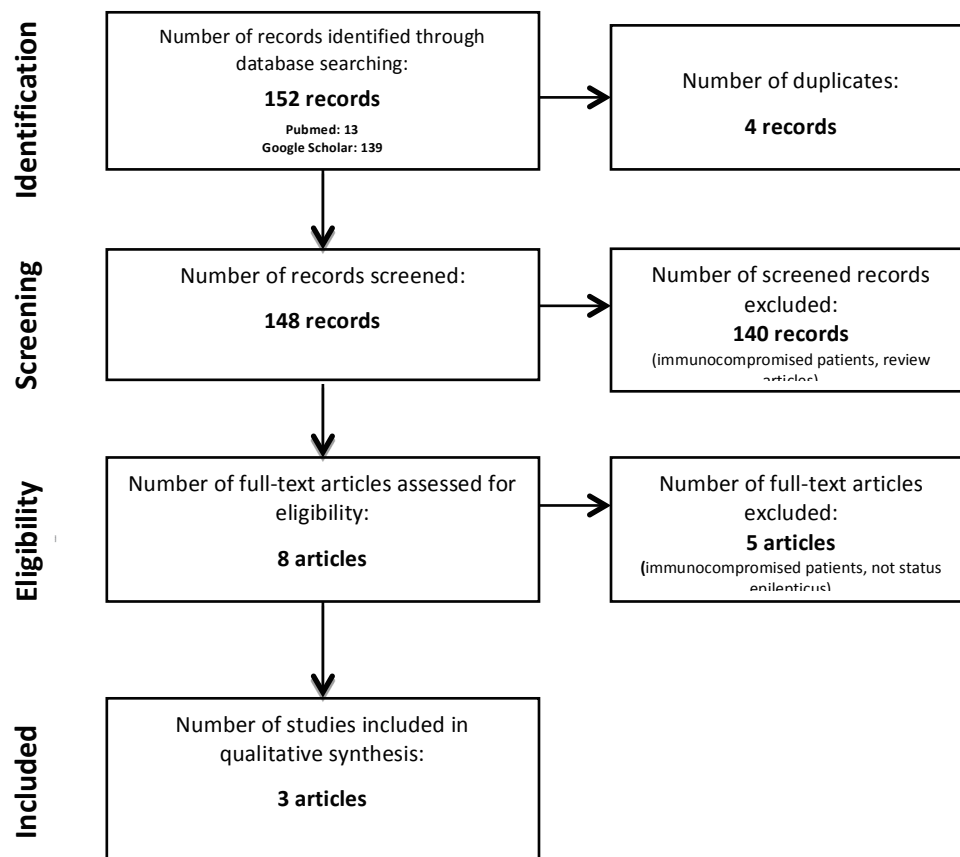 Identification
Number of records identified through
database searching:
152 records
Pubmed: 13
Google Scholar: 139
Number of duplicates:
4 records
Screening
Number of records screened:
148 records
Number of screened records
excluded:
140 records
(immunocompromised patients, review
articles)
Eligibility
Number of full-text articles assessed for
eligibility:
8 articles
Number of full-text articles
excluded:
5 articles
(immunocompromised patients, not status
epilepticus)
Included
Number of studies included in
qualitative synthesis:
3 articles